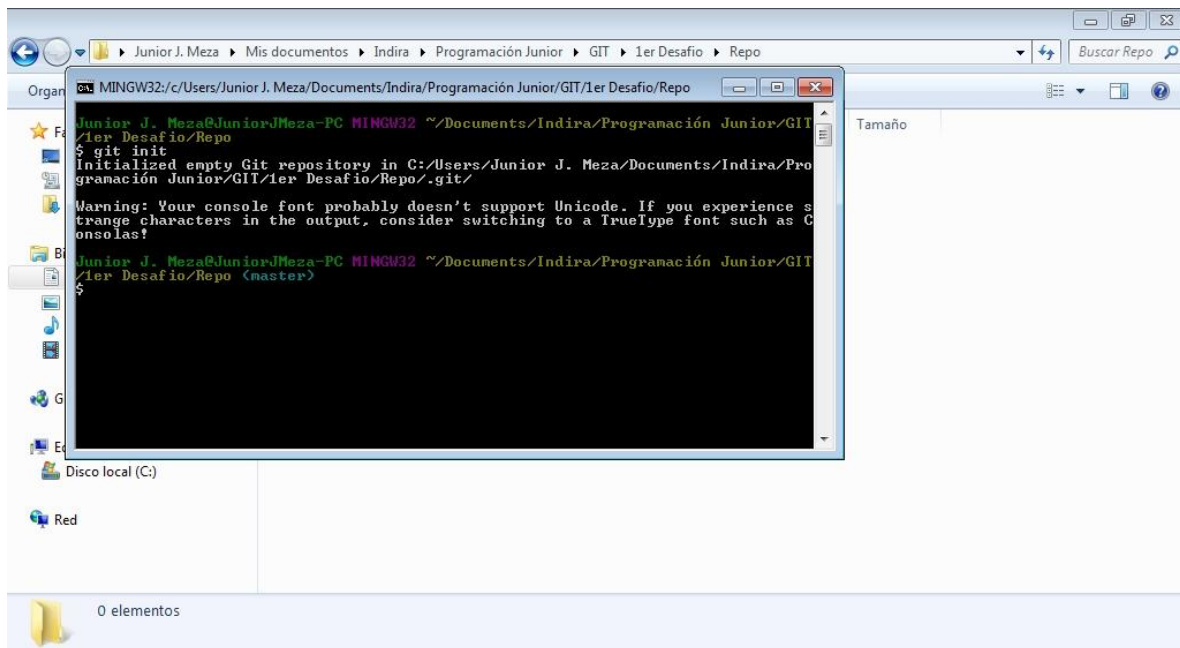 Junior J. Meza ▸ Mis documentos ▸ Indira ▸ Programación Junior ▸ GIT ▸ 1er Desafio ▸ Repo
Buscar Repo
Organ
MINGW32:/c/Users/Junior J. Meza/Documents/Indira/Programación Junior/GIT/1er Desafio/Repo
Tamaño
Fa
Junior J. Meza@JuniorJMeza-PC MINGW32 ~/Documents/Indira/Programación Junior/GIT
/1er Desafio/Repo
$ git init
Initialized empty Git repository in C:/Users/Junior J. Meza/Documents/Indira/Pro
gramación Junior/GIT/1er Desafio/Repo/.git/
Warning: Your console font probably doesn't support Unicode. If you experience s
trange characters in the output, consider switching to a TrueType font such as C
onsolas!
Bi
Junior J. Meza@JuniorJMeza-PC MINGW32 ~/Documents/Indira/Programación Junior/GIT
/1er Desafio/Repo (master)
$
G
Ec
Disco local (C:)
Red
0 elementos